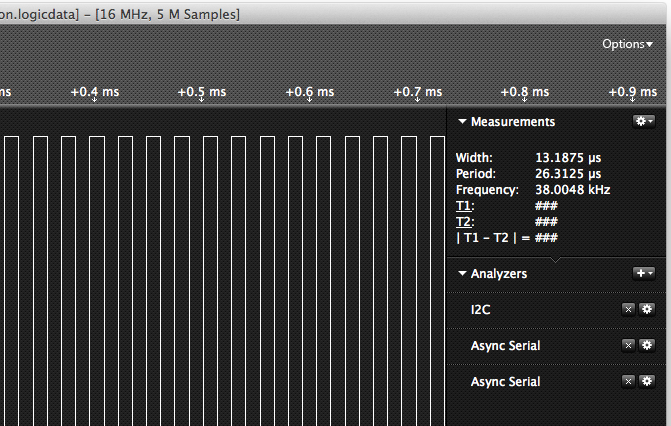 on.logicdata] – [16 MHz, 5 M Samples]
Options▾
ms +0.4 ms +0.5 ms +0.6 ms +0.7 ms +0.8 ms +0.9 ms
Measurements
Width: 13.1875 µs
Period: 26.3125 µs
Frequency: 38.0048 kHz
T1: ###
T2: ###
| T1 - T2 | = ###
Analyzers
I2C
Async Serial
Async Serial